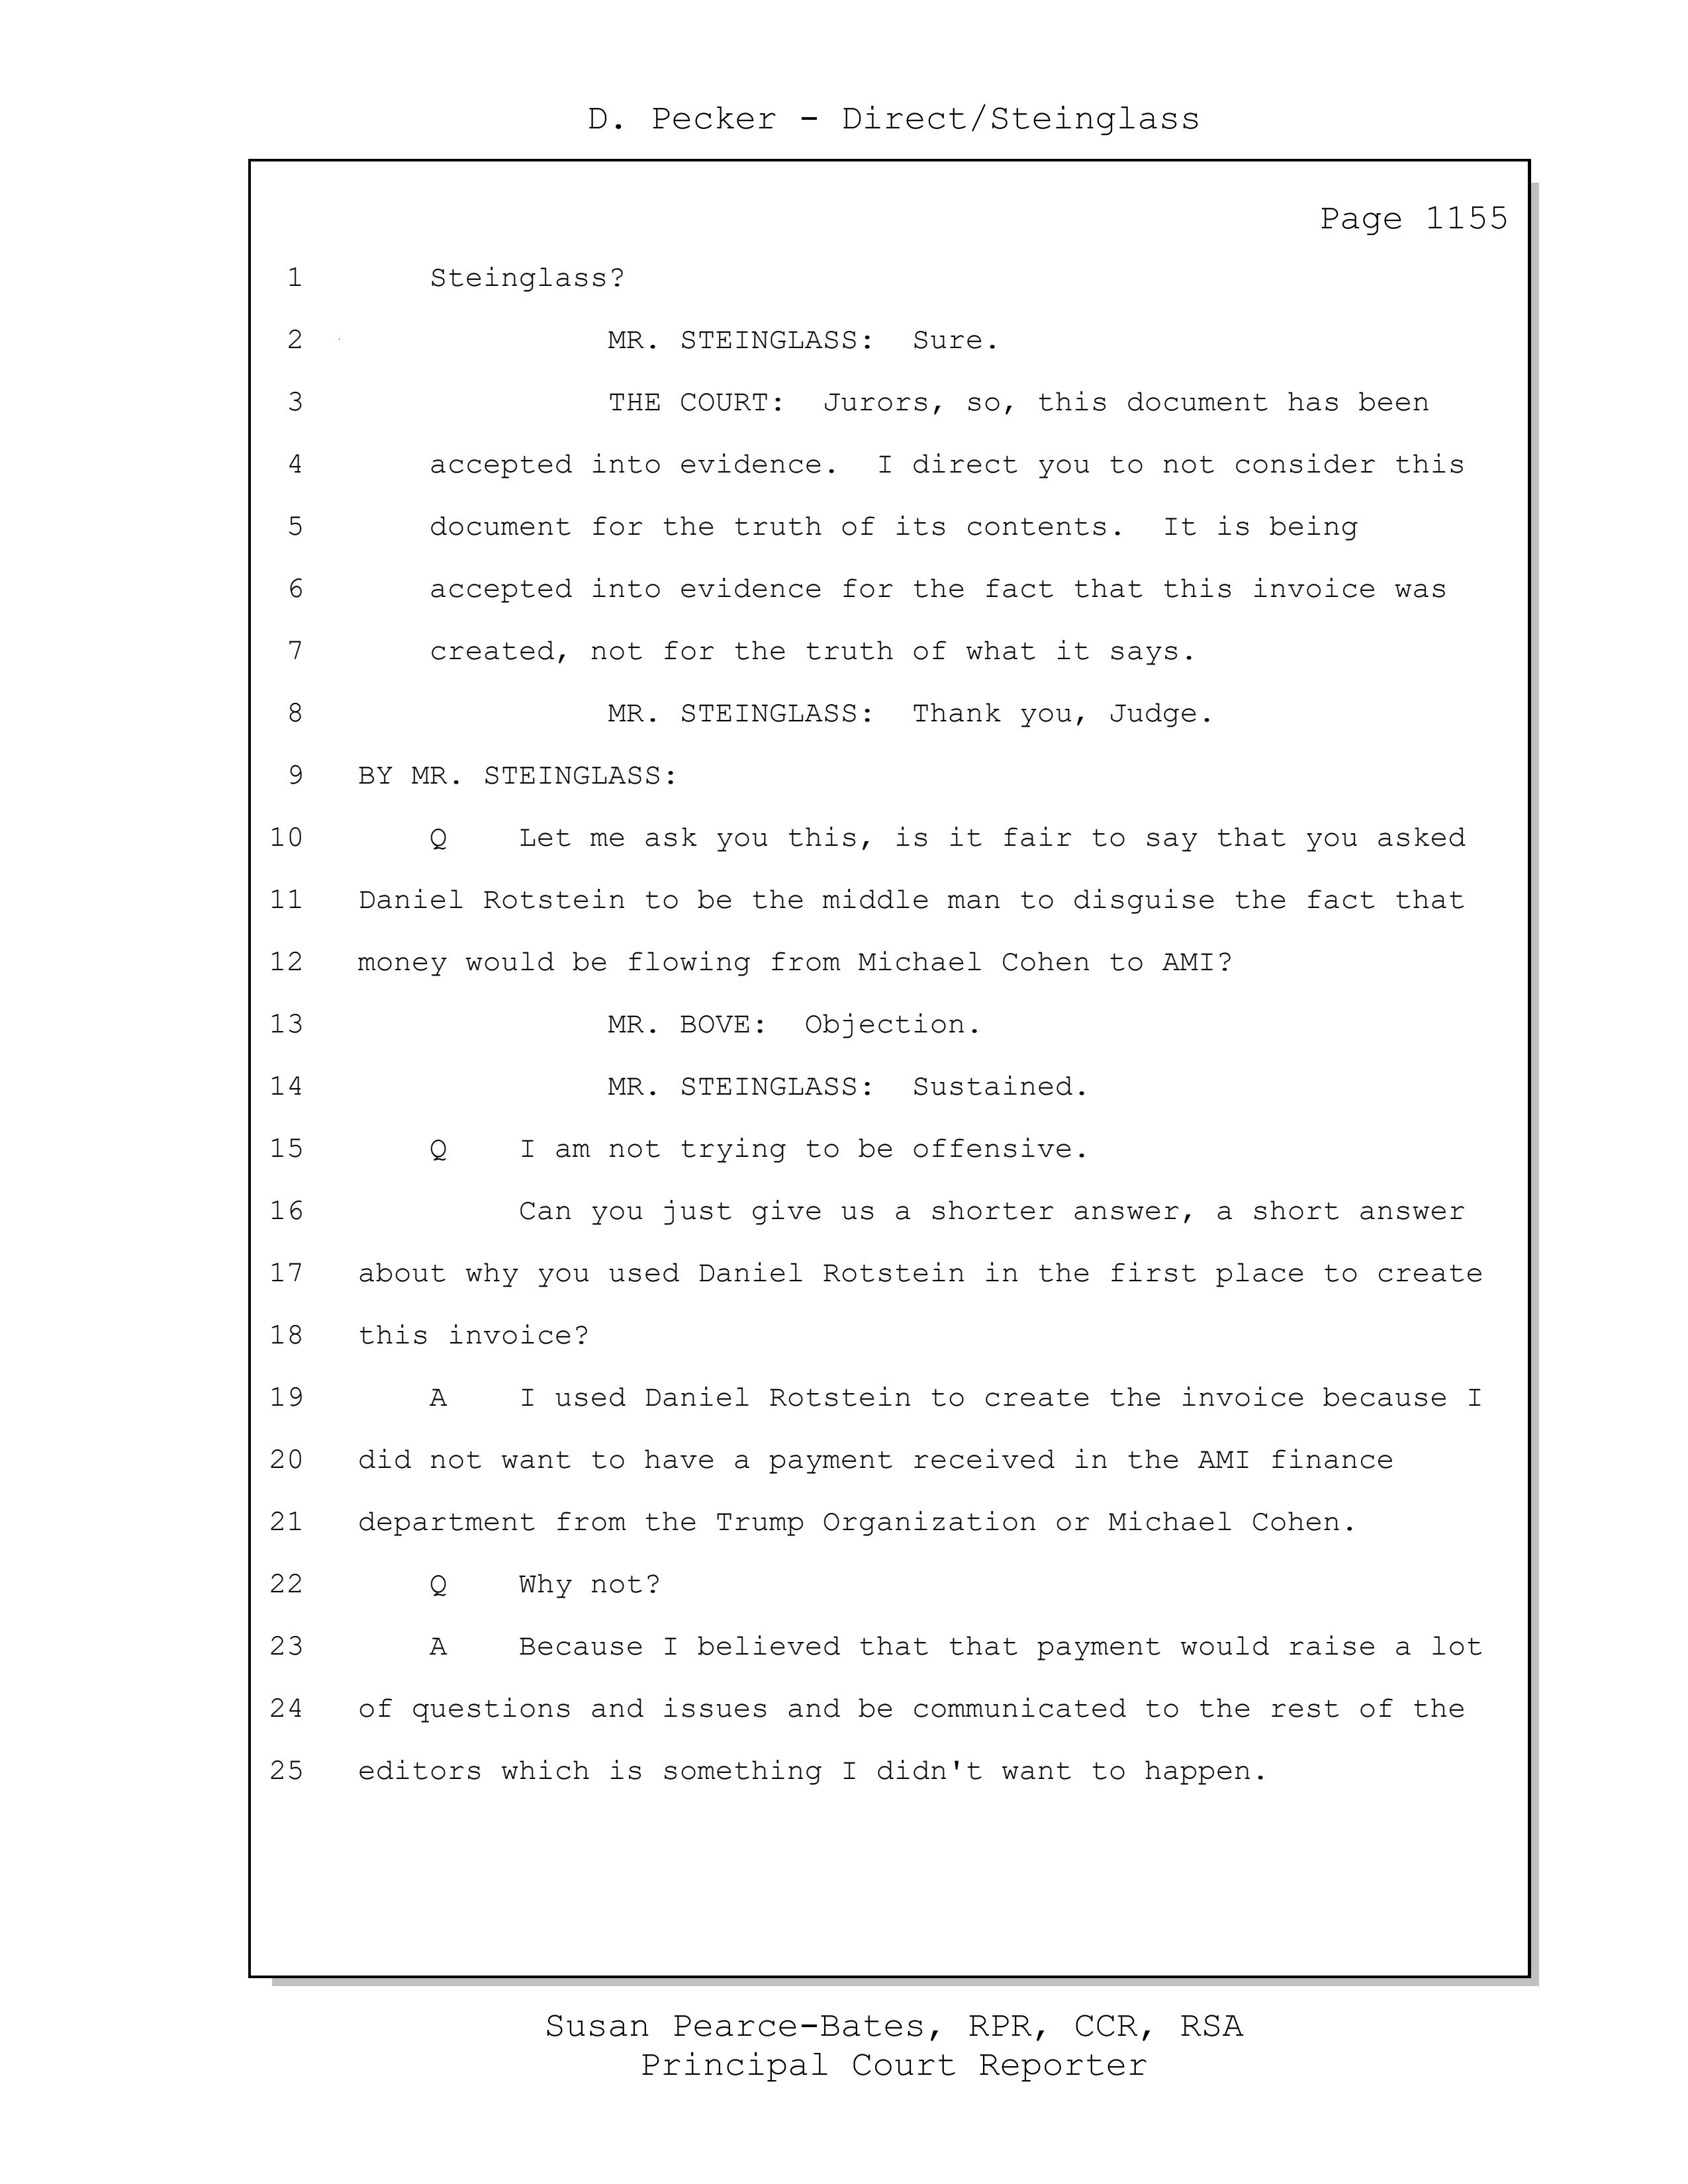 D. Pecker - Direct/Steinglass
Page 1155
1 Steinglass?
2 MR. STEINGLASS: Sure.
3 THE COURT: Jurors, so, this document has been
4 accepted into evidence. I direct you to not consider this
5 document for the truth of its contents. It is being
6 accepted into evidence for the fact that this invoice was
7 created, not for the truth of what it says.
8 MR. STEINGLASS: Thank you, Judge.
9 BY MR. STEINGLASS:
10 Q Let me ask you this, is it fair to say that you asked
11 Daniel Rotstein to be the middle man to disguise the fact that
12 money would be flowing from Michael Cohen to AMI?
13 MR. BOVE: Objection.
14 MR. STEINGLASS: Sustained.
15 Q I am not trying to be offensive.
16 Can you just give us a shorter answer, a short answer
17 about why you used Daniel Rotstein in the first place to create
18 this invoice?
19 A I used Daniel Rotstein to create the invoice because I
20 did not want to have a payment received in the AMI finance
21 department from the Trump Organization or Michael Cohen.
22 Q Why not?
23 A Because I believed that that payment would raise a lot
24 of questions and issues and be communicated to the rest of the
25 editors which is something I didn't want to happen.
Susan Pearce-Bates, RPR, CCR, RSA
Principal Court Reporter